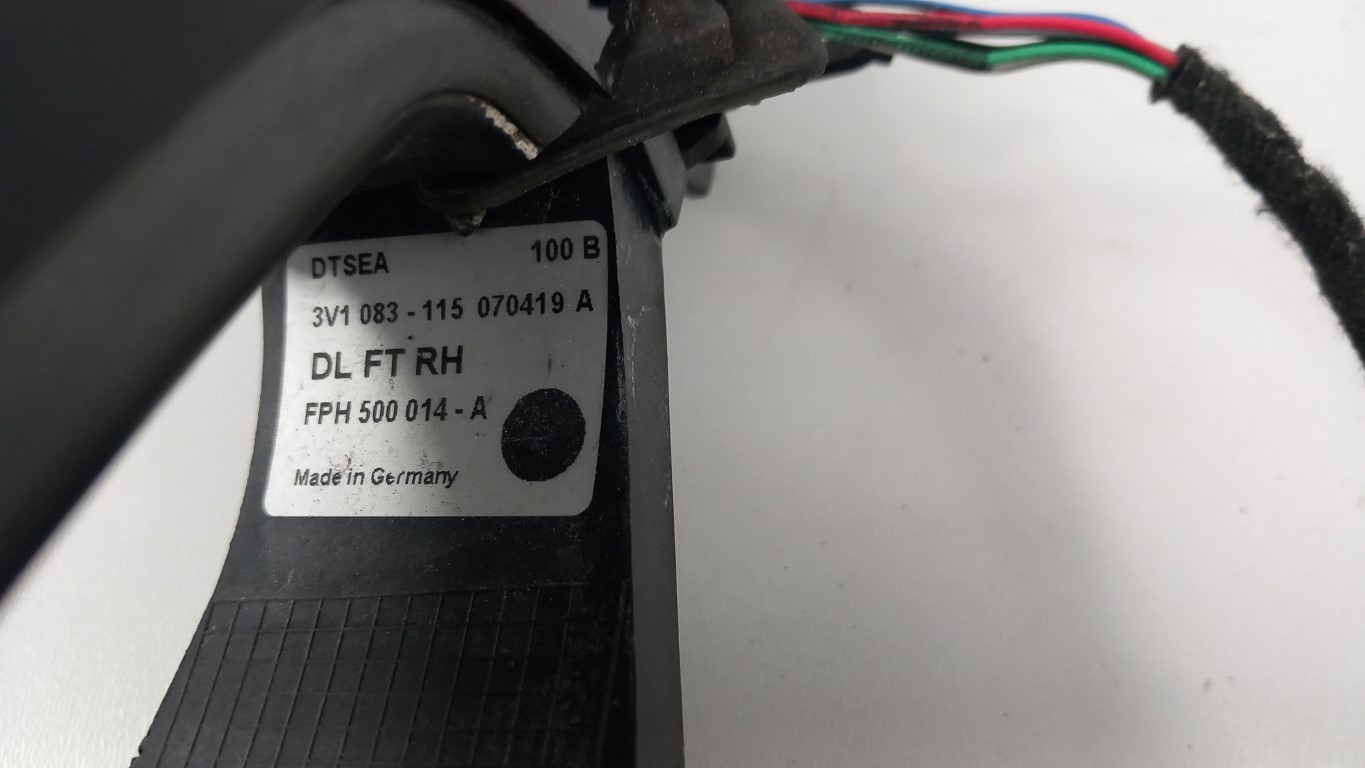 DTSEA 100 B
3V1 083 - 115 070419 A
DL FT RH
FPH 500 014 - A
Made in Germany